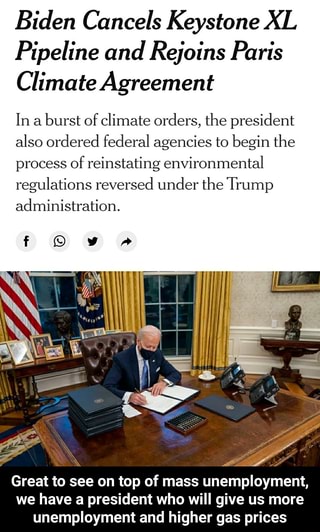 Biden Cancels Keystone XL
Pipeline and Rejoins Paris
Climate Agreement
In a burst of climate orders, the president
also ordered federal agencies to begin the
process of reinstating environmental
regulations reversed under the Trump
administration.
Great to see on top of mass unemployment,
we have a president who will give us more
unemployment and higher gas prices